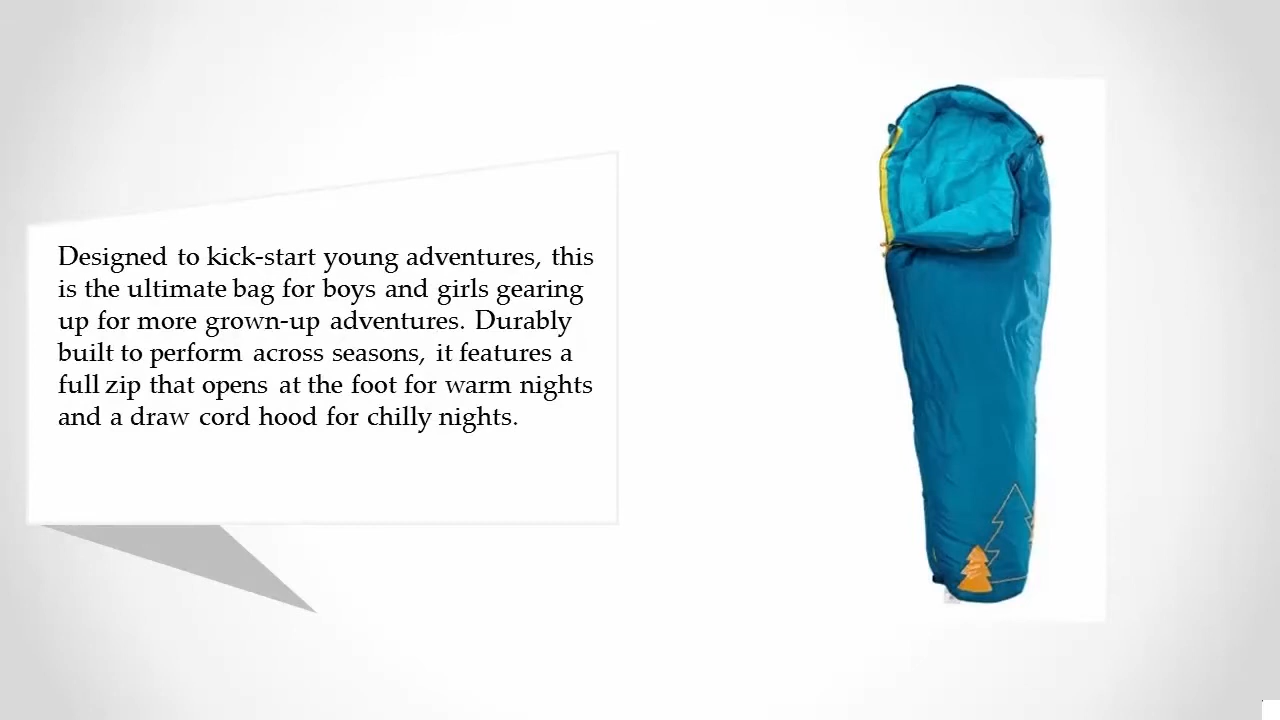 Designed to kick-start young adventures, this
is the ultimate bag for boys and girls gearing
up for more grown-up adventures. Durably
built to perform across seasons, it features a
full zip that opens at the foot for warm nights
and a draw cord hood for chilly nights.